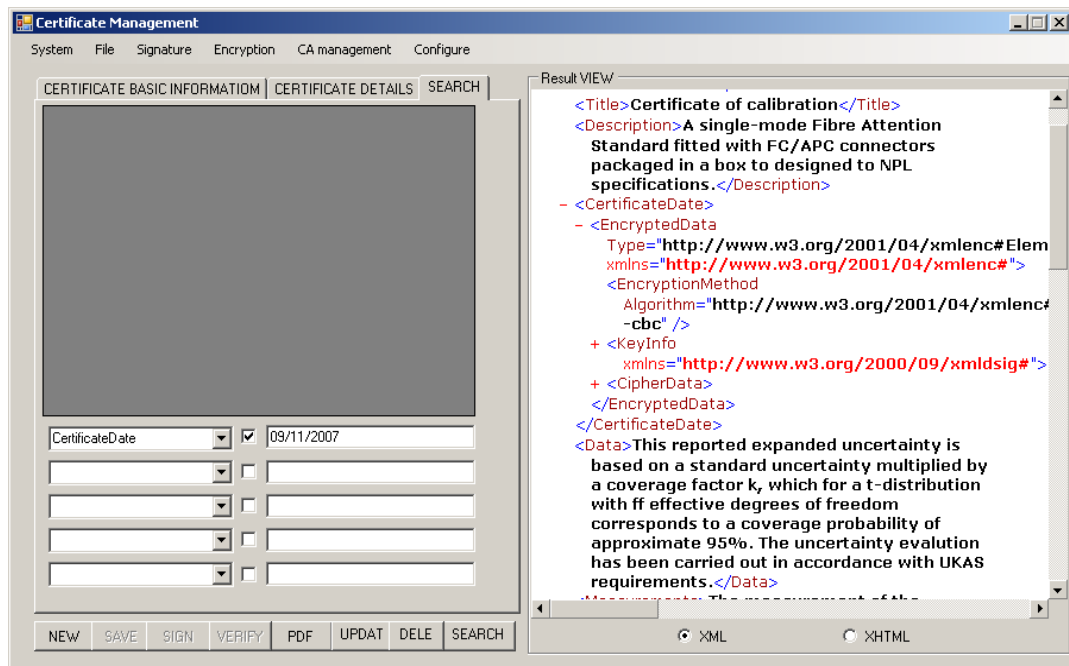 Certificate Management
System File Signature Encryption CA management Configure
CERTIFICATE BASIC INFORMATIOM CERTIFICATE DETAILS SEARCH
CertificateDate 09/11/2007
NEW SAVE SIGN VERIFY PDF UPDAT DELE SEARCH
Result VIEW
<Title>Certificate of calibration</Title>
<Description>A single-mode Fibre Attention
Standard fitted with FC/APC connectors
packaged in a box to designed to NPL
specifications.</Description>
- <CertificateDate>
- <EncryptedData
Type="http://www.w3.org/2001/04/xmlenc#Elem
xmlns="http://www.w3.org/2001/04/xmlenc#">
<EncryptionMethod
Algorithm="http://www.w3.org/2001/04/xmlenc#
-cbc" />
+ <KeyInfo
xmlns="http://www.w3.org/2000/09/xmldsig#">
+ <CipherData>
</EncryptedData>
</CertificateDate>
<Data>This reported expanded uncertainty is
based on a standard uncertainty multiplied by
a coverage factor k, which for a t-distribution
with ff effective degrees of freedom
corresponds to a coverage probability of
approximate 95%. The uncertainty evalution
has been carried out in accordance with UKAS
requirements.</Data>
XML XHTML